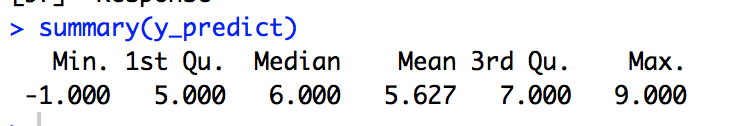 > summary(y_predict)
Min. 1st Qu. Median Mean 3rd Qu. Max.
-1.000 5.000 6.000 5.627 7.000 9.000